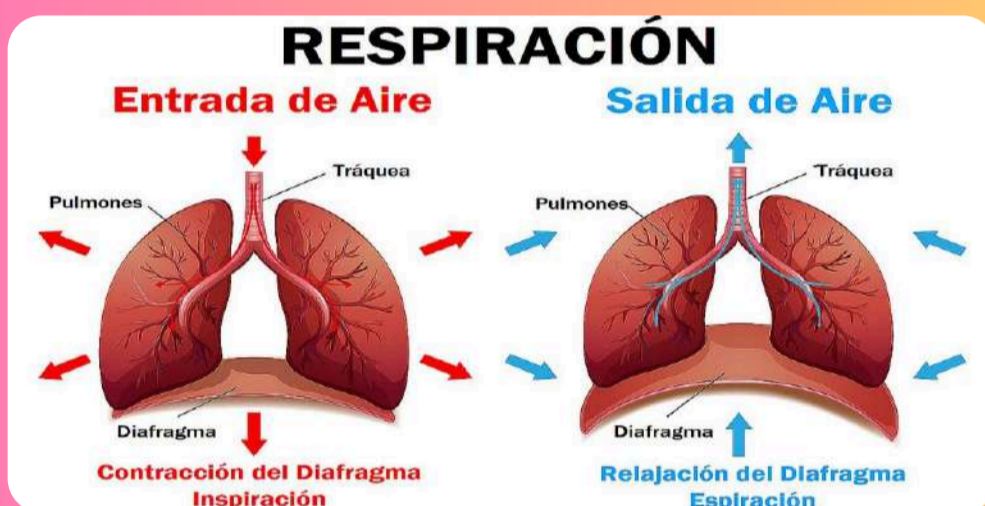 RESPIRACIÓN
Entrada de Aire
Tráquea
Pulmones
Diafragma
Contracción del Diafragma
Inspiración
Salida de Aire
Tráquea
Pulmones
Diafragma
Relajación del Diafragma
Espiración